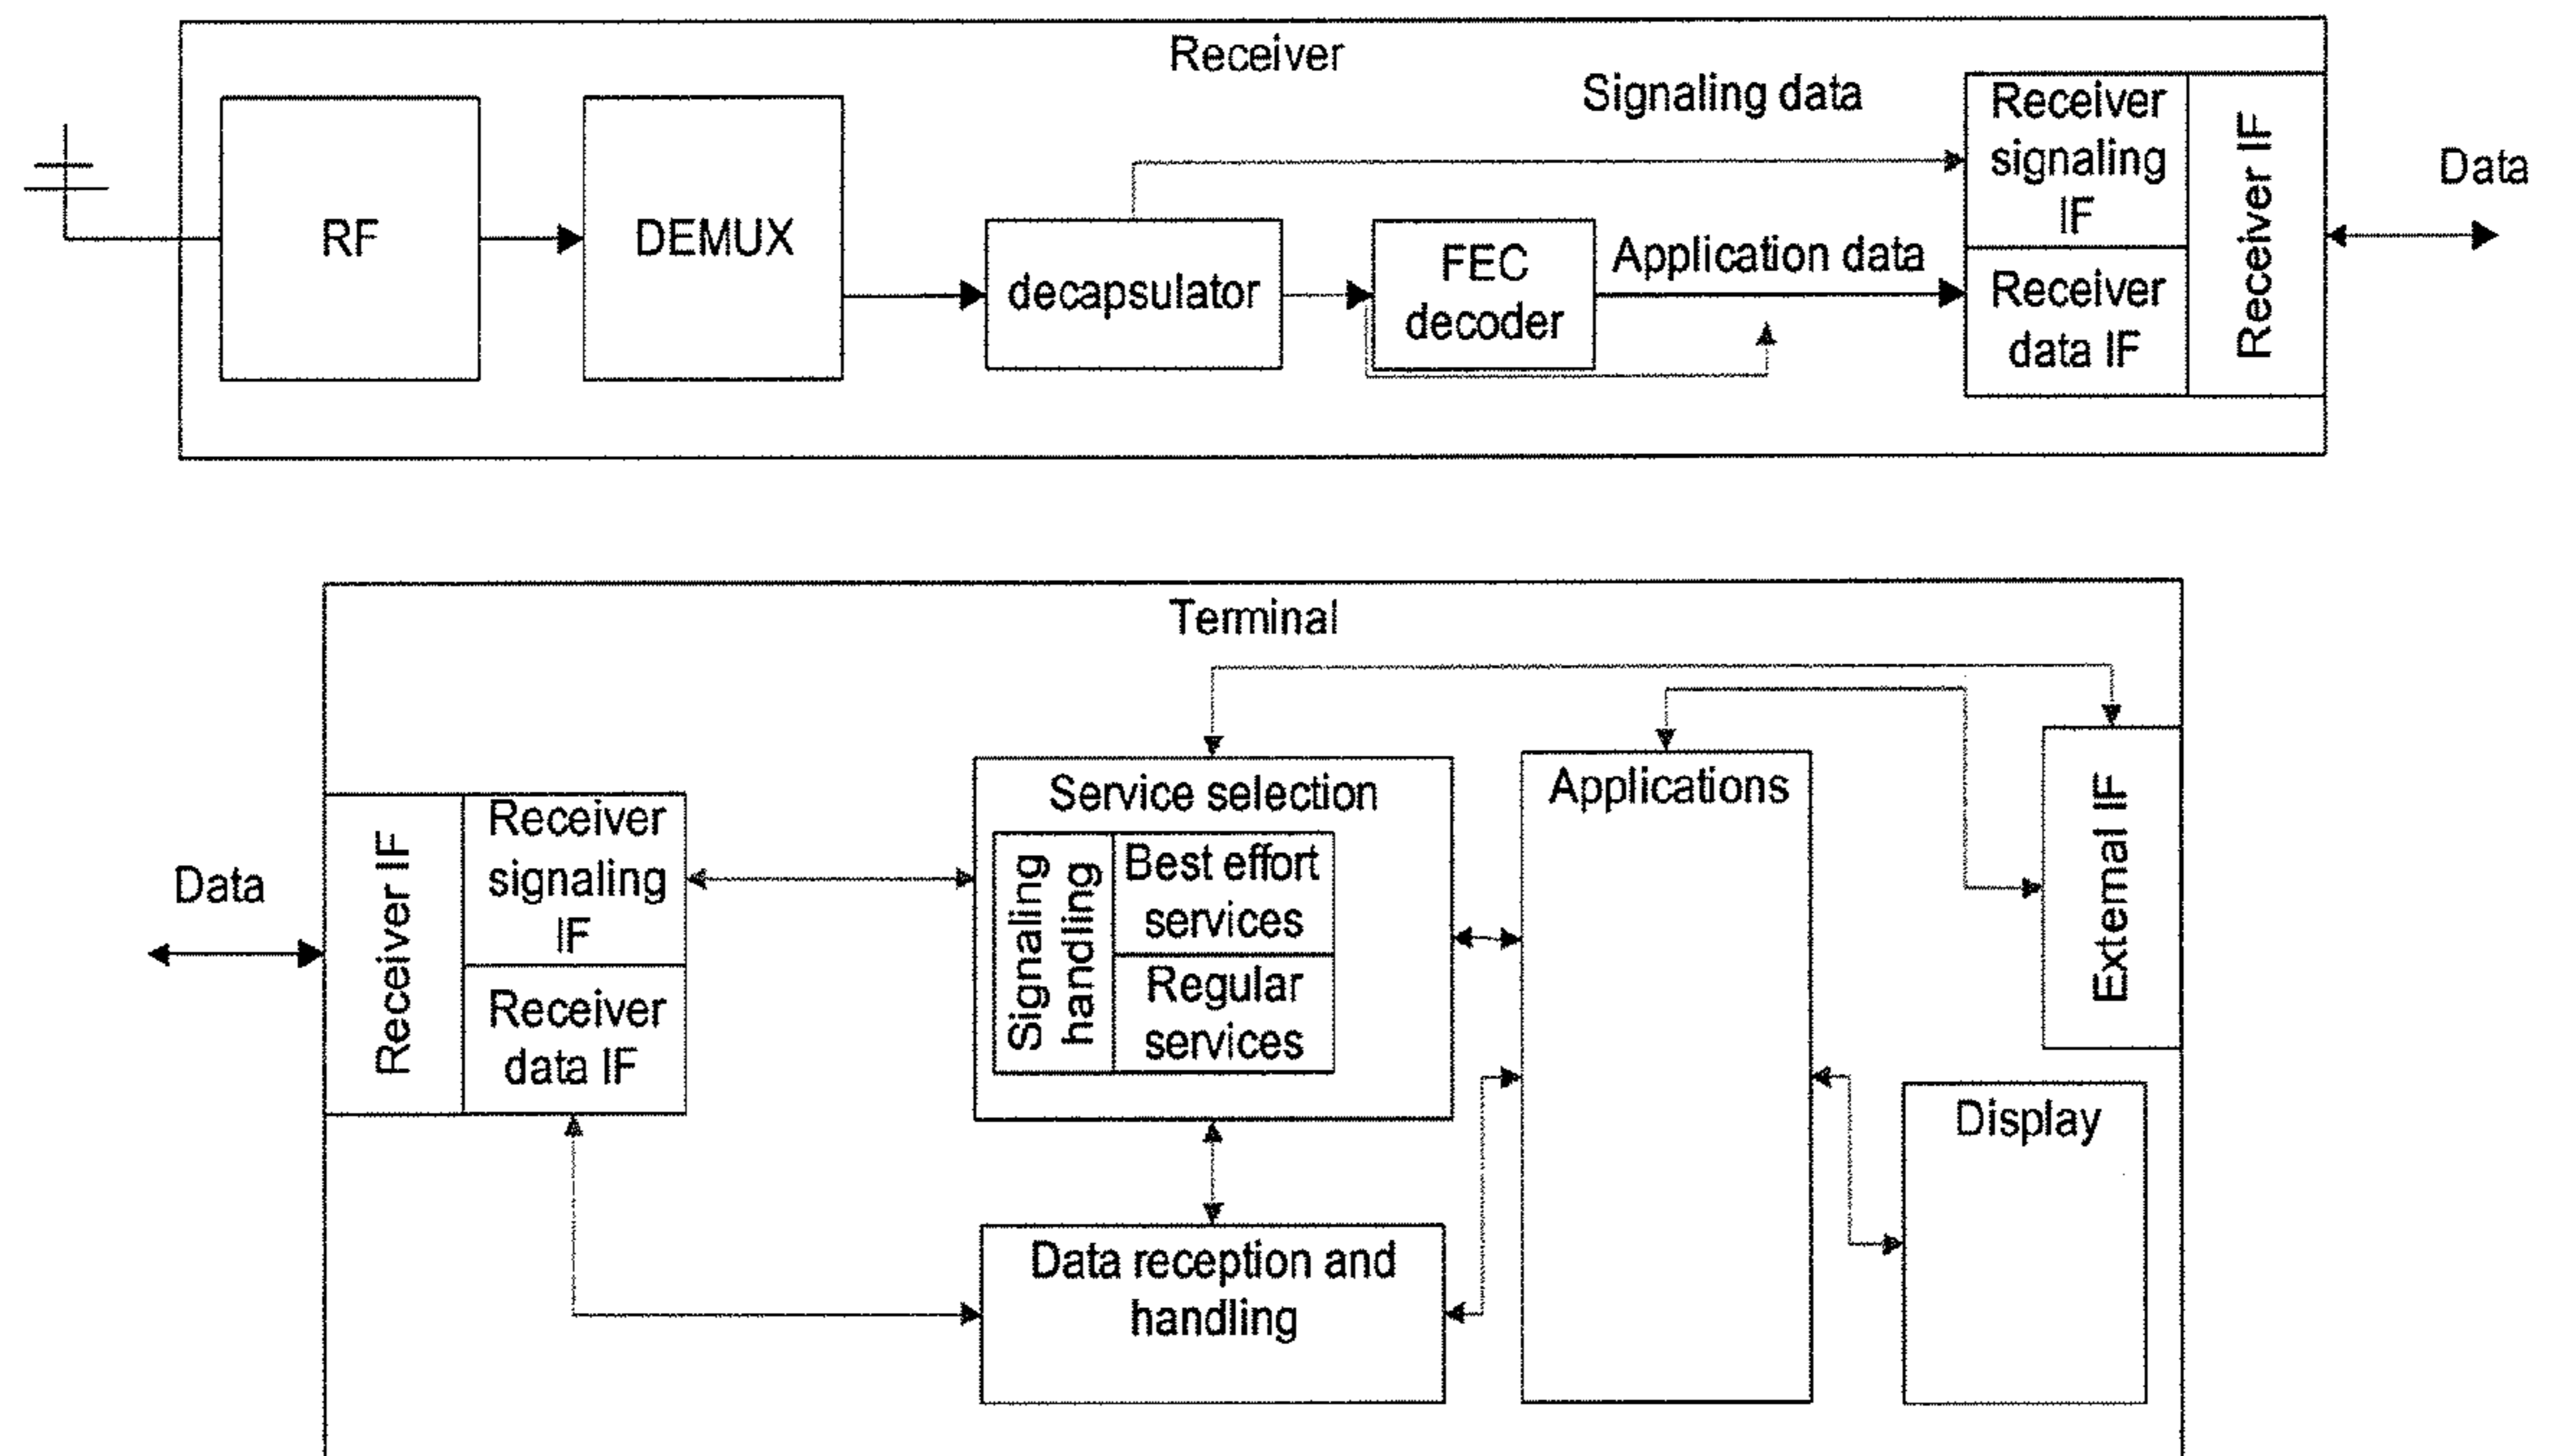 Receiver
RF
DEMUX
decapsulator
FEC
decoder
Signaling data
Application data
Receiver
signaling
IF
Receiver
data IF
Receiver IF
Data
Terminal
Data
Receiver IF
Receiver
signaling
IF
Receiver
data IF
Service selection
Signaling
handling
Best effort
services
Regular
services
Data reception and
handling
Applications
External IF
Display